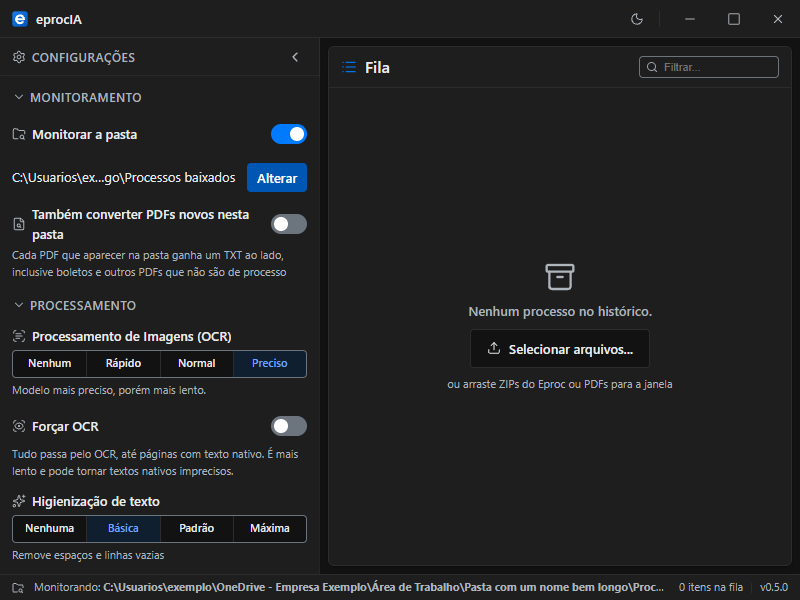 eprocIA
CONFIGURAÇÕES
MONITORAMENTO
Monitorar a pasta
C:\Usuarios\ex...go\Processos baixados
Alterar
Também converter PDFs novos nesta
pasta
Cada PDF que aparecer na pasta ganha um TXT ao lado,
inclusive boletos e outros PDFs que não são de processo
PROCESSAMENTO
Processamento de Imagens (OCR)
Nenhum Rápido Normal Preciso
Modelo mais preciso, porém mais lento.
Forçar OCR
Tudo passa pelo OCR, até páginas com texto nativo. É mais
lento e pode tornar textos nativos imprecisos.
Higienização de texto
Nenhuma Básica Padrão Máxima
Remove espaços e linhas vazias
Fila
Filtrar...
Nenhum processo no histórico.
Selecionar arquivos...
ou arraste ZIPs do Eproc ou PDFs para a janela
Monitorando: C:\Usuarios\exemplo\OneDrive - Empresa Exemplo\Área de Trabalho\Pasta com um nome bem longo\Proc...
0 itens na fila
v0.5.0